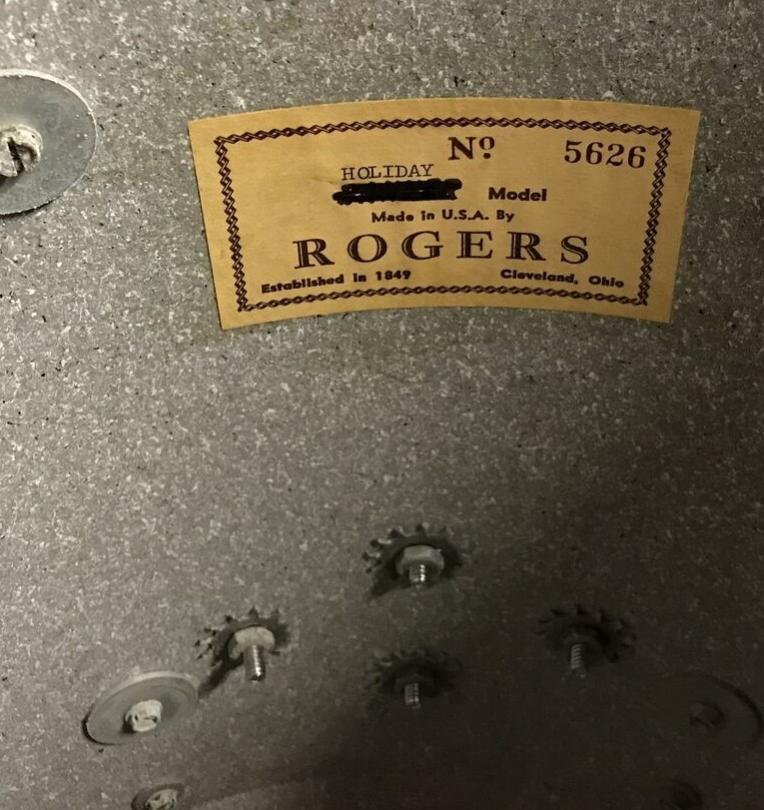 Nº 5626
HOLIDAY
Model
Made in U.S.A. By
ROGERS
Established in 1849 Cleveland, Ohio